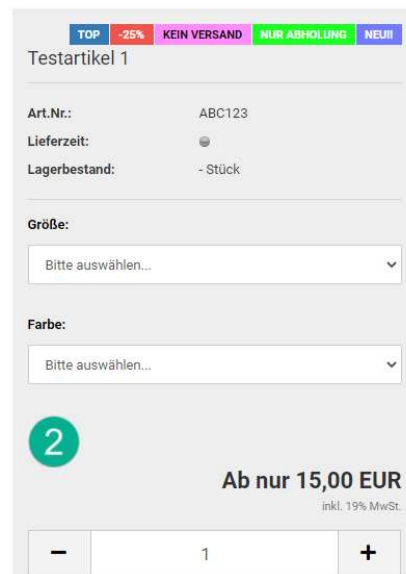 TOP -25% KEIN VERSAND NUR ABHOLUNG NEU!!
Testartikel 1
Art.Nr.: ABC123
Lieferzeit:
Lagerbestand: - Stück
Größe:
Bitte auswählen...
Farbe:
Bitte auswählen...
2
Ab nur 15,00 EUR
inkl. 19% MwSt.
− 1 +